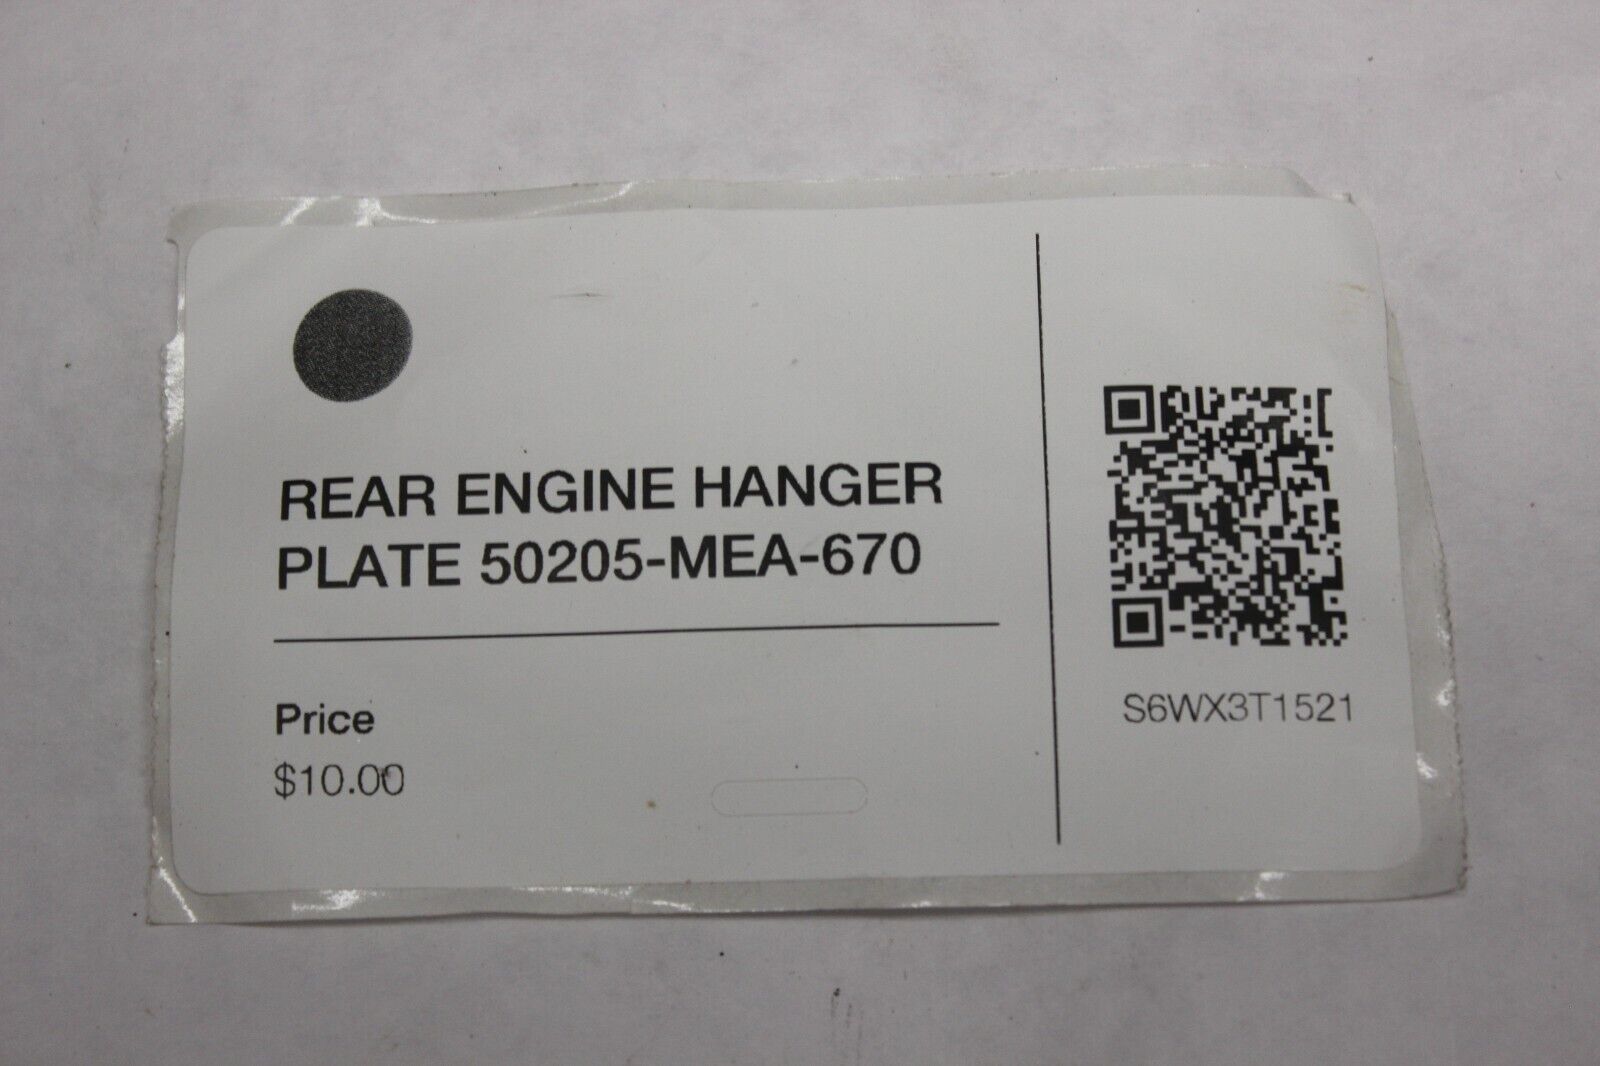 REAR ENGINE HANGER
PLATE 50205-MEA-670
Price
$10.00
S6WX3T1521